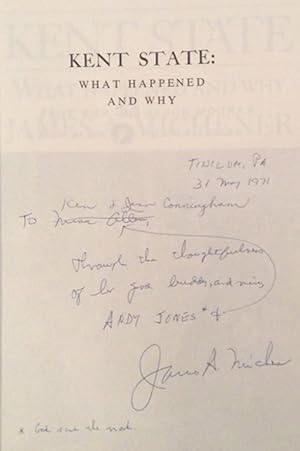 KENT STATE:
WHAT HAPPENED
AND WHY
TINICUM, PA
31 May 1971
Ken & Jean Cunningham
To
Through the thoughtfulness
of her good buddy, and mine,
ANDY JONES * &
James A. Michener
* God save the mark.